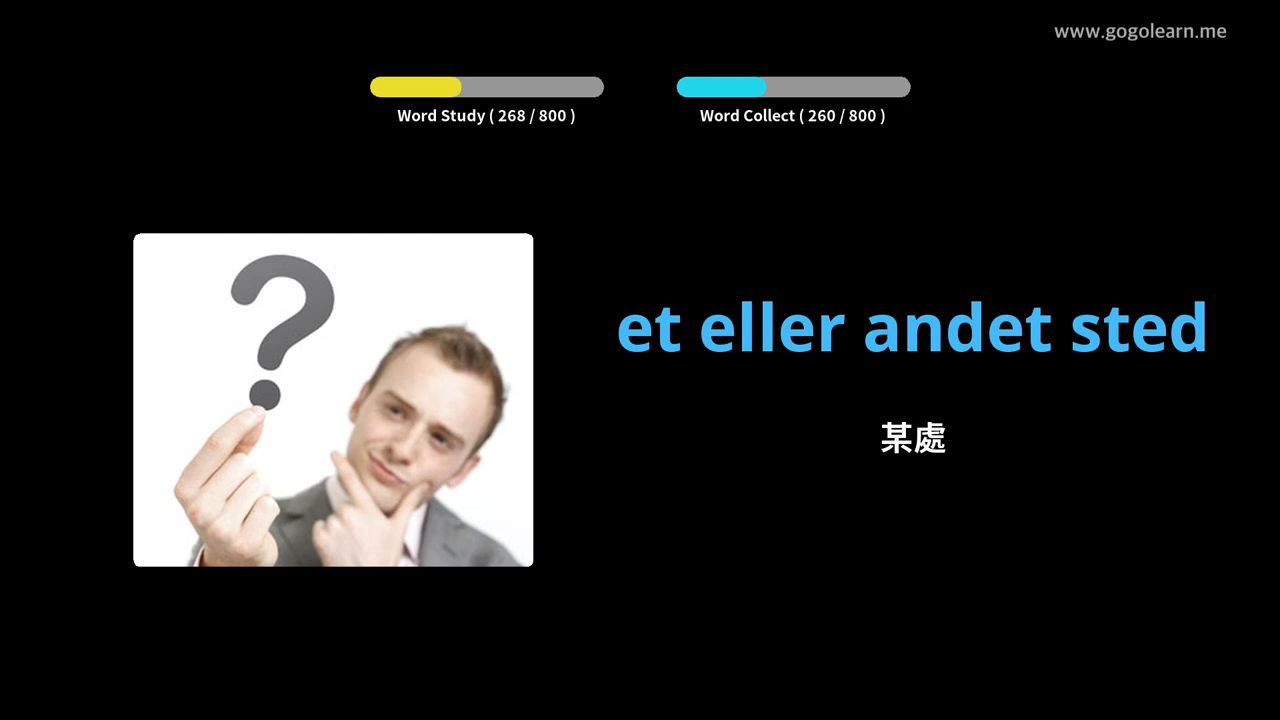 www.gogolearn.me
Word Study ( 268 / 800 )
Word Collect ( 260 / 800 )
et eller andet sted
某處